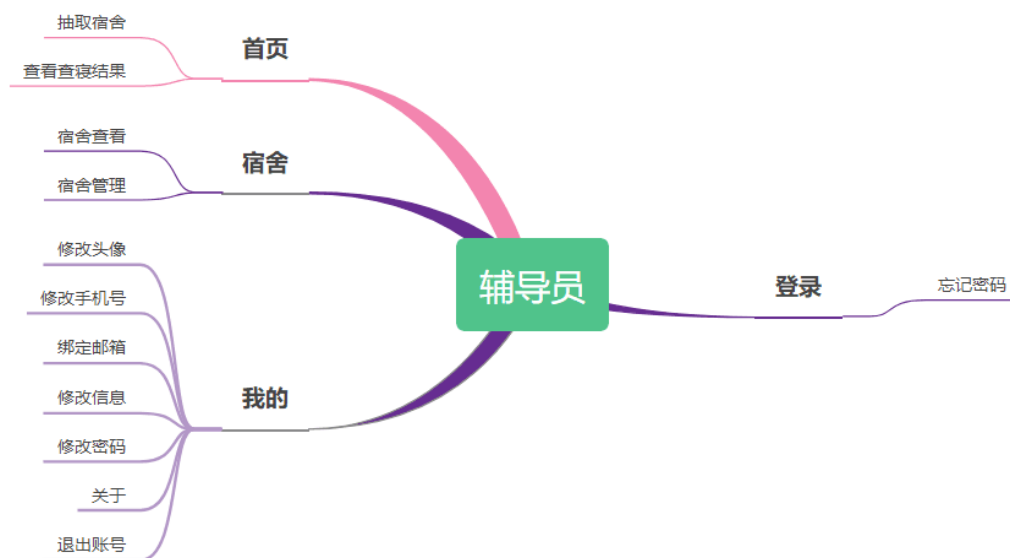 抽取宿舍
首页
查看查寝结果
宿舍查看
宿舍
宿舍管理
修改头像
修改手机号
绑定邮箱
我的
修改信息
修改密码
关于
退出账号
辅导员
登录
忘记密码